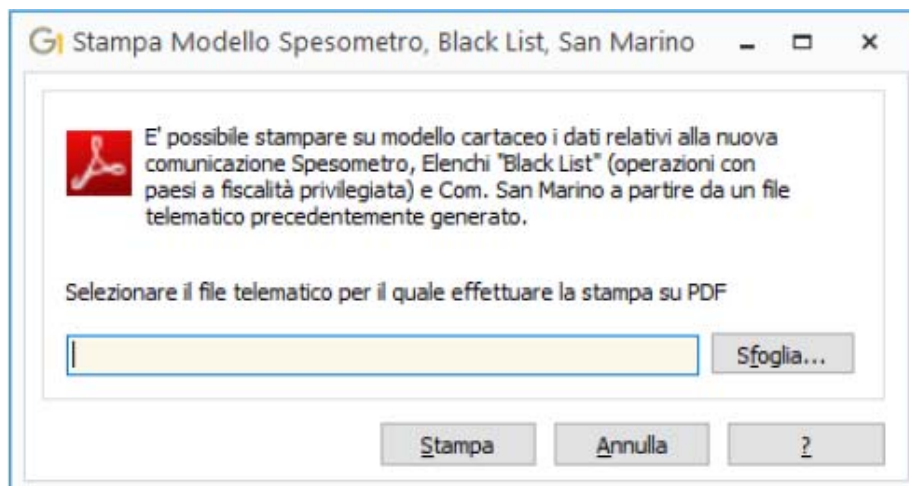 G1 Stampa Modello Spesometro, Black List, San Marino
E' possibile stampare su modello cartaceo i dati relativi alla nuova
comunicazione Spesometro, Elenchi "Black List" (operazioni con
paesi a fiscalità privilegiata) e Com. San Marino a partire da un file
telematico precedentemente generato.
Selezionare il file telematico per il quale effettuare la stampa su PDF
Sfoglia...
Stampa Annulla ?